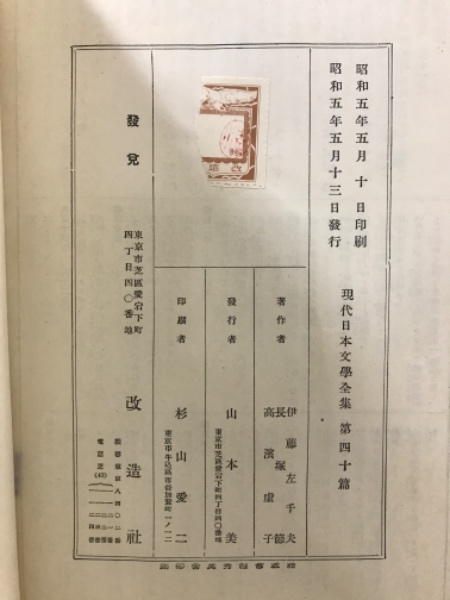 昭和五年五月十日印刷
昭和五年五月十三日發行
現代日本文學全集 第四十篇
著作者
伊藤左千夫
長塚節
高濱虛子
發行者
山本美
東京市芝區愛宕下町四丁目四〇番地
印刷者
杉山愛二
發兌
東京市芝區愛宕下町
四丁目四〇番地
改造社